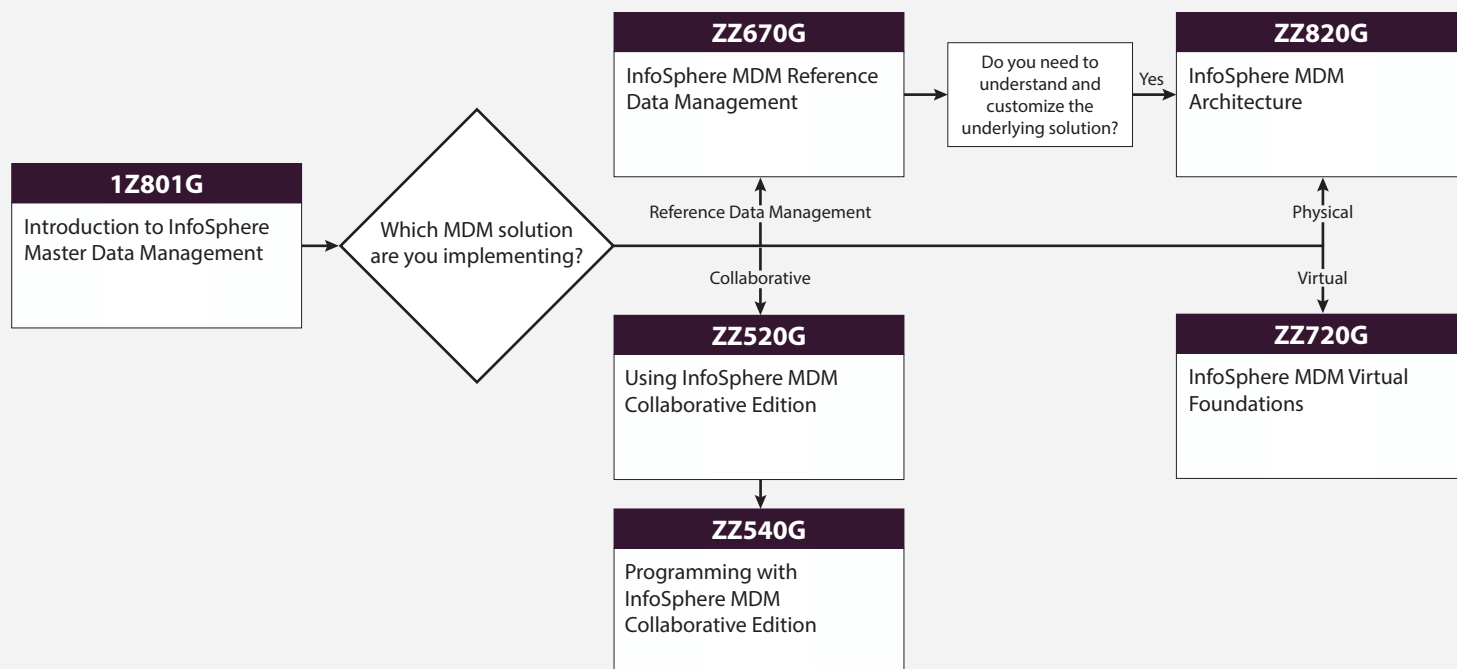 1Z801G
Introduction to InfoSphere
Master Data Management
Which MDM solution
are you implementing?
ZZ670G
InfoSphere MDM Reference
Data Management
Do you need to
understand and
customize the
underlying solution?
Yes
ZZ820G
InfoSphere MDM
Architecture
Reference Data Management
Physical
Collaborative
Virtual
ZZ520G
Using InfoSphere MDM
Collaborative Edition
ZZ720G
InfoSphere MDM Virtual
Foundations
ZZ540G
Programming with
InfoSphere MDM
Collaborative Edition